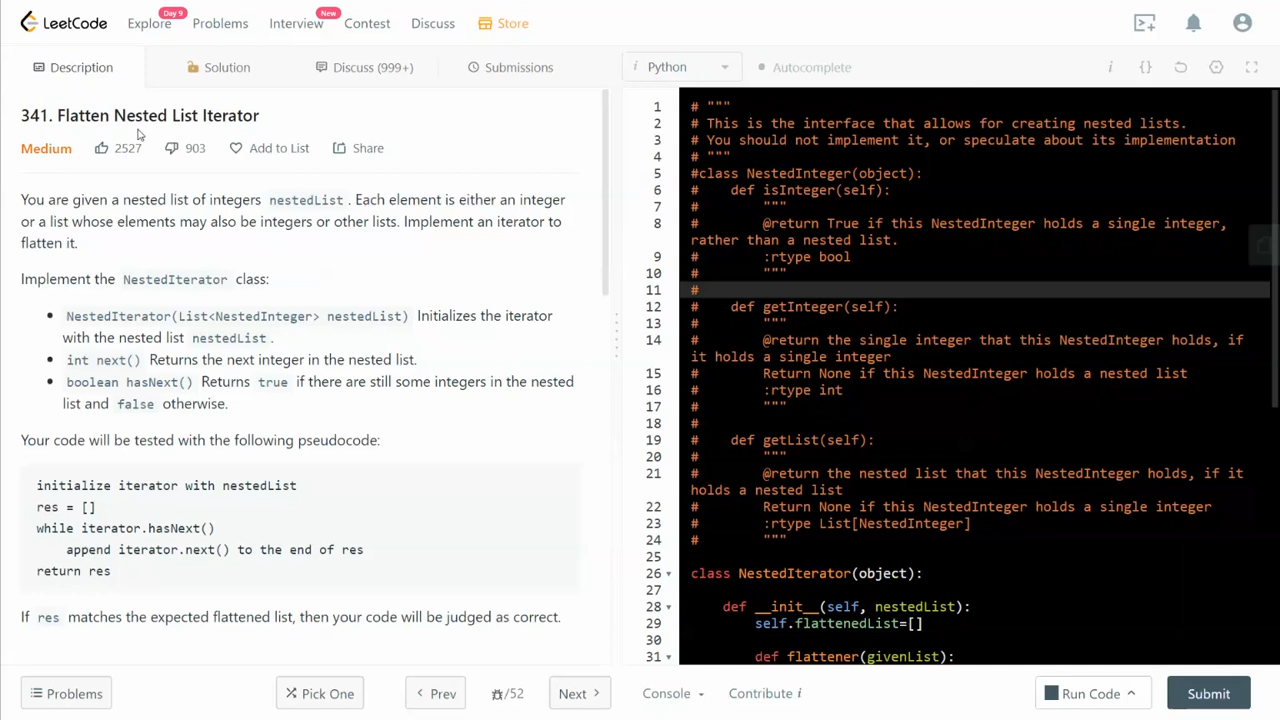 LeetCode Explore Day 9 Problems Interview New Contest Discuss Store
Description Solution Discuss (999+) Submissions
i Python Autocomplete i {}
341. Flatten Nested List Iterator
Medium 2527 903 Add to List Share
You are given a nested list of integers nestedList. Each element is either an integer
or a list whose elements may also be integers or other lists. Implement an iterator to
flatten it.
Implement the NestedIterator class:
• NestedIterator(List<NestedInteger> nestedList) Initializes the iterator
with the nested list nestedList.
• int next() Returns the next integer in the nested list.
• boolean hasNext() Returns true if there are still some integers in the nested
list and false otherwise.
Your code will be tested with the following pseudocode:
initialize iterator with nestedList
res = []
while iterator.hasNext()
append iterator.next() to the end of res
return res
If res matches the expected flattened list, then your code will be judged as correct.
1 # """
2 # This is the interface that allows for creating nested lists.
3 # You should not implement it, or speculate about its implementation
4 # """
5 #class NestedInteger(object):
6 # def isInteger(self):
7 # """
8 # @return True if this NestedInteger holds a single integer,
rather than a nested list.
9 # :rtype bool
10 # """
11 #
12 # def getInteger(self):
13 # """
14 # @return the single integer that this NestedInteger holds, if
it holds a single integer
15 # Return None if this NestedInteger holds a nested list
16 # :rtype int
17 # """
18 #
19 # def getList(self):
20 # """
21 # @return the nested list that this NestedInteger holds, if it
holds a nested list
22 # Return None if this NestedInteger holds a single integer
23 # :rtype List[NestedInteger]
24 # """
25
26 class NestedIterator(object):
27
28 def __init__(self, nestedList):
29 self.flattenedList=[]
30
31 def flattener(givenList):
Problems Pick One Prev /52 Next Console Contribute i Run Code Submit